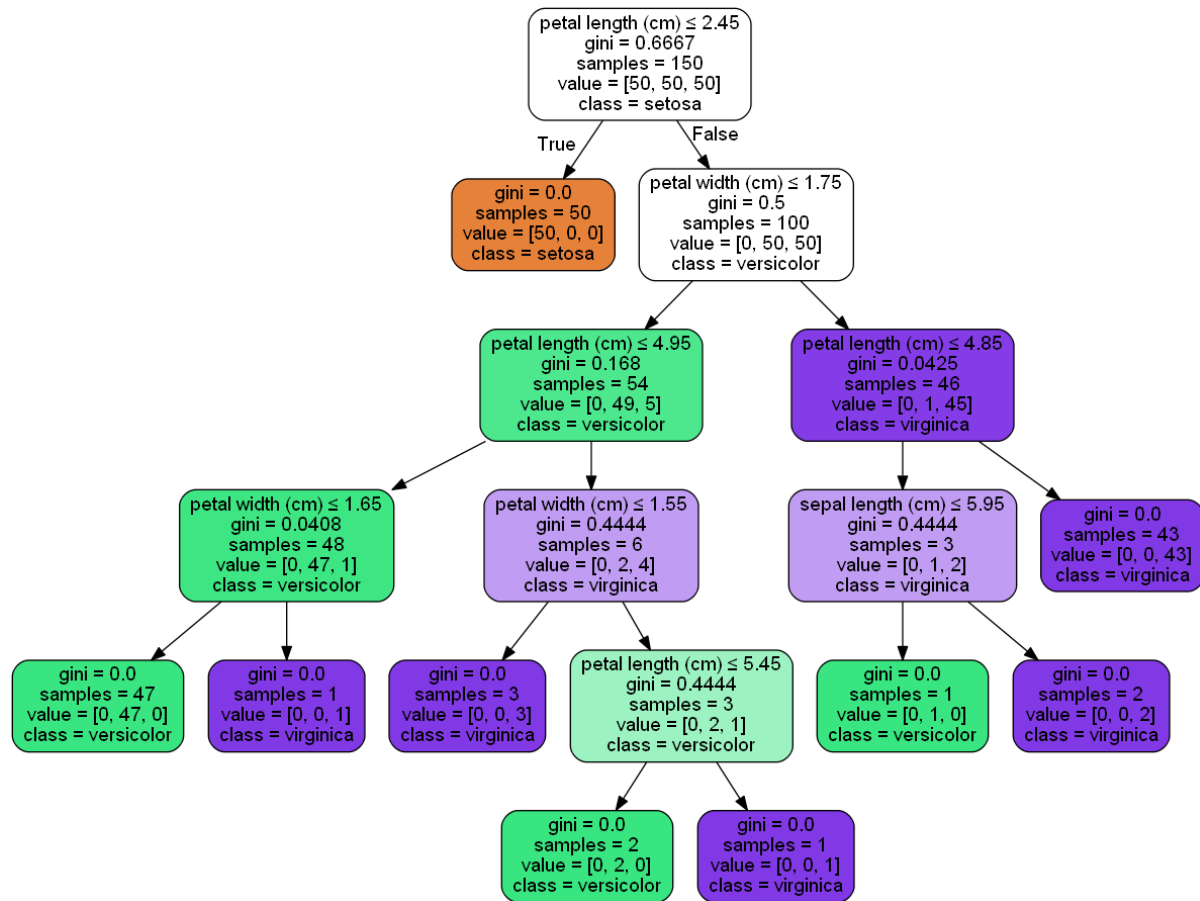 petal length (cm) ≤ 2.45
gini = 0.6667
samples = 150
value = [50, 50, 50]
class = setosa
True
False
gini = 0.0
samples = 50
value = [50, 0, 0]
class = setosa
petal width (cm) ≤ 1.75
gini = 0.5
samples = 100
value = [0, 50, 50]
class = versicolor
petal length (cm) ≤ 4.95
gini = 0.168
samples = 54
value = [0, 49, 5]
class = versicolor
petal length (cm) ≤ 4.85
gini = 0.0425
samples = 46
value = [0, 1, 45]
class = virginica
petal width (cm) ≤ 1.65
gini = 0.0408
samples = 48
value = [0, 47, 1]
class = versicolor
petal width (cm) ≤ 1.55
gini = 0.4444
samples = 6
value = [0, 2, 4]
class = virginica
sepal length (cm) ≤ 5.95
gini = 0.4444
samples = 3
value = [0, 1, 2]
class = virginica
gini = 0.0
samples = 43
value = [0, 0, 43]
class = virginica
gini = 0.0
samples = 47
value = [0, 47, 0]
class = versicolor
gini = 0.0
samples = 1
value = [0, 0, 1]
class = virginica
gini = 0.0
samples = 3
value = [0, 0, 3]
class = virginica
petal length (cm) ≤ 5.45
gini = 0.4444
samples = 3
value = [0, 2, 1]
class = versicolor
gini = 0.0
samples = 1
value = [0, 1, 0]
class = versicolor
gini = 0.0
samples = 2
value = [0, 0, 2]
class = virginica
gini = 0.0
samples = 2
value = [0, 2, 0]
class = versicolor
gini = 0.0
samples = 1
value = [0, 0, 1]
class = virginica